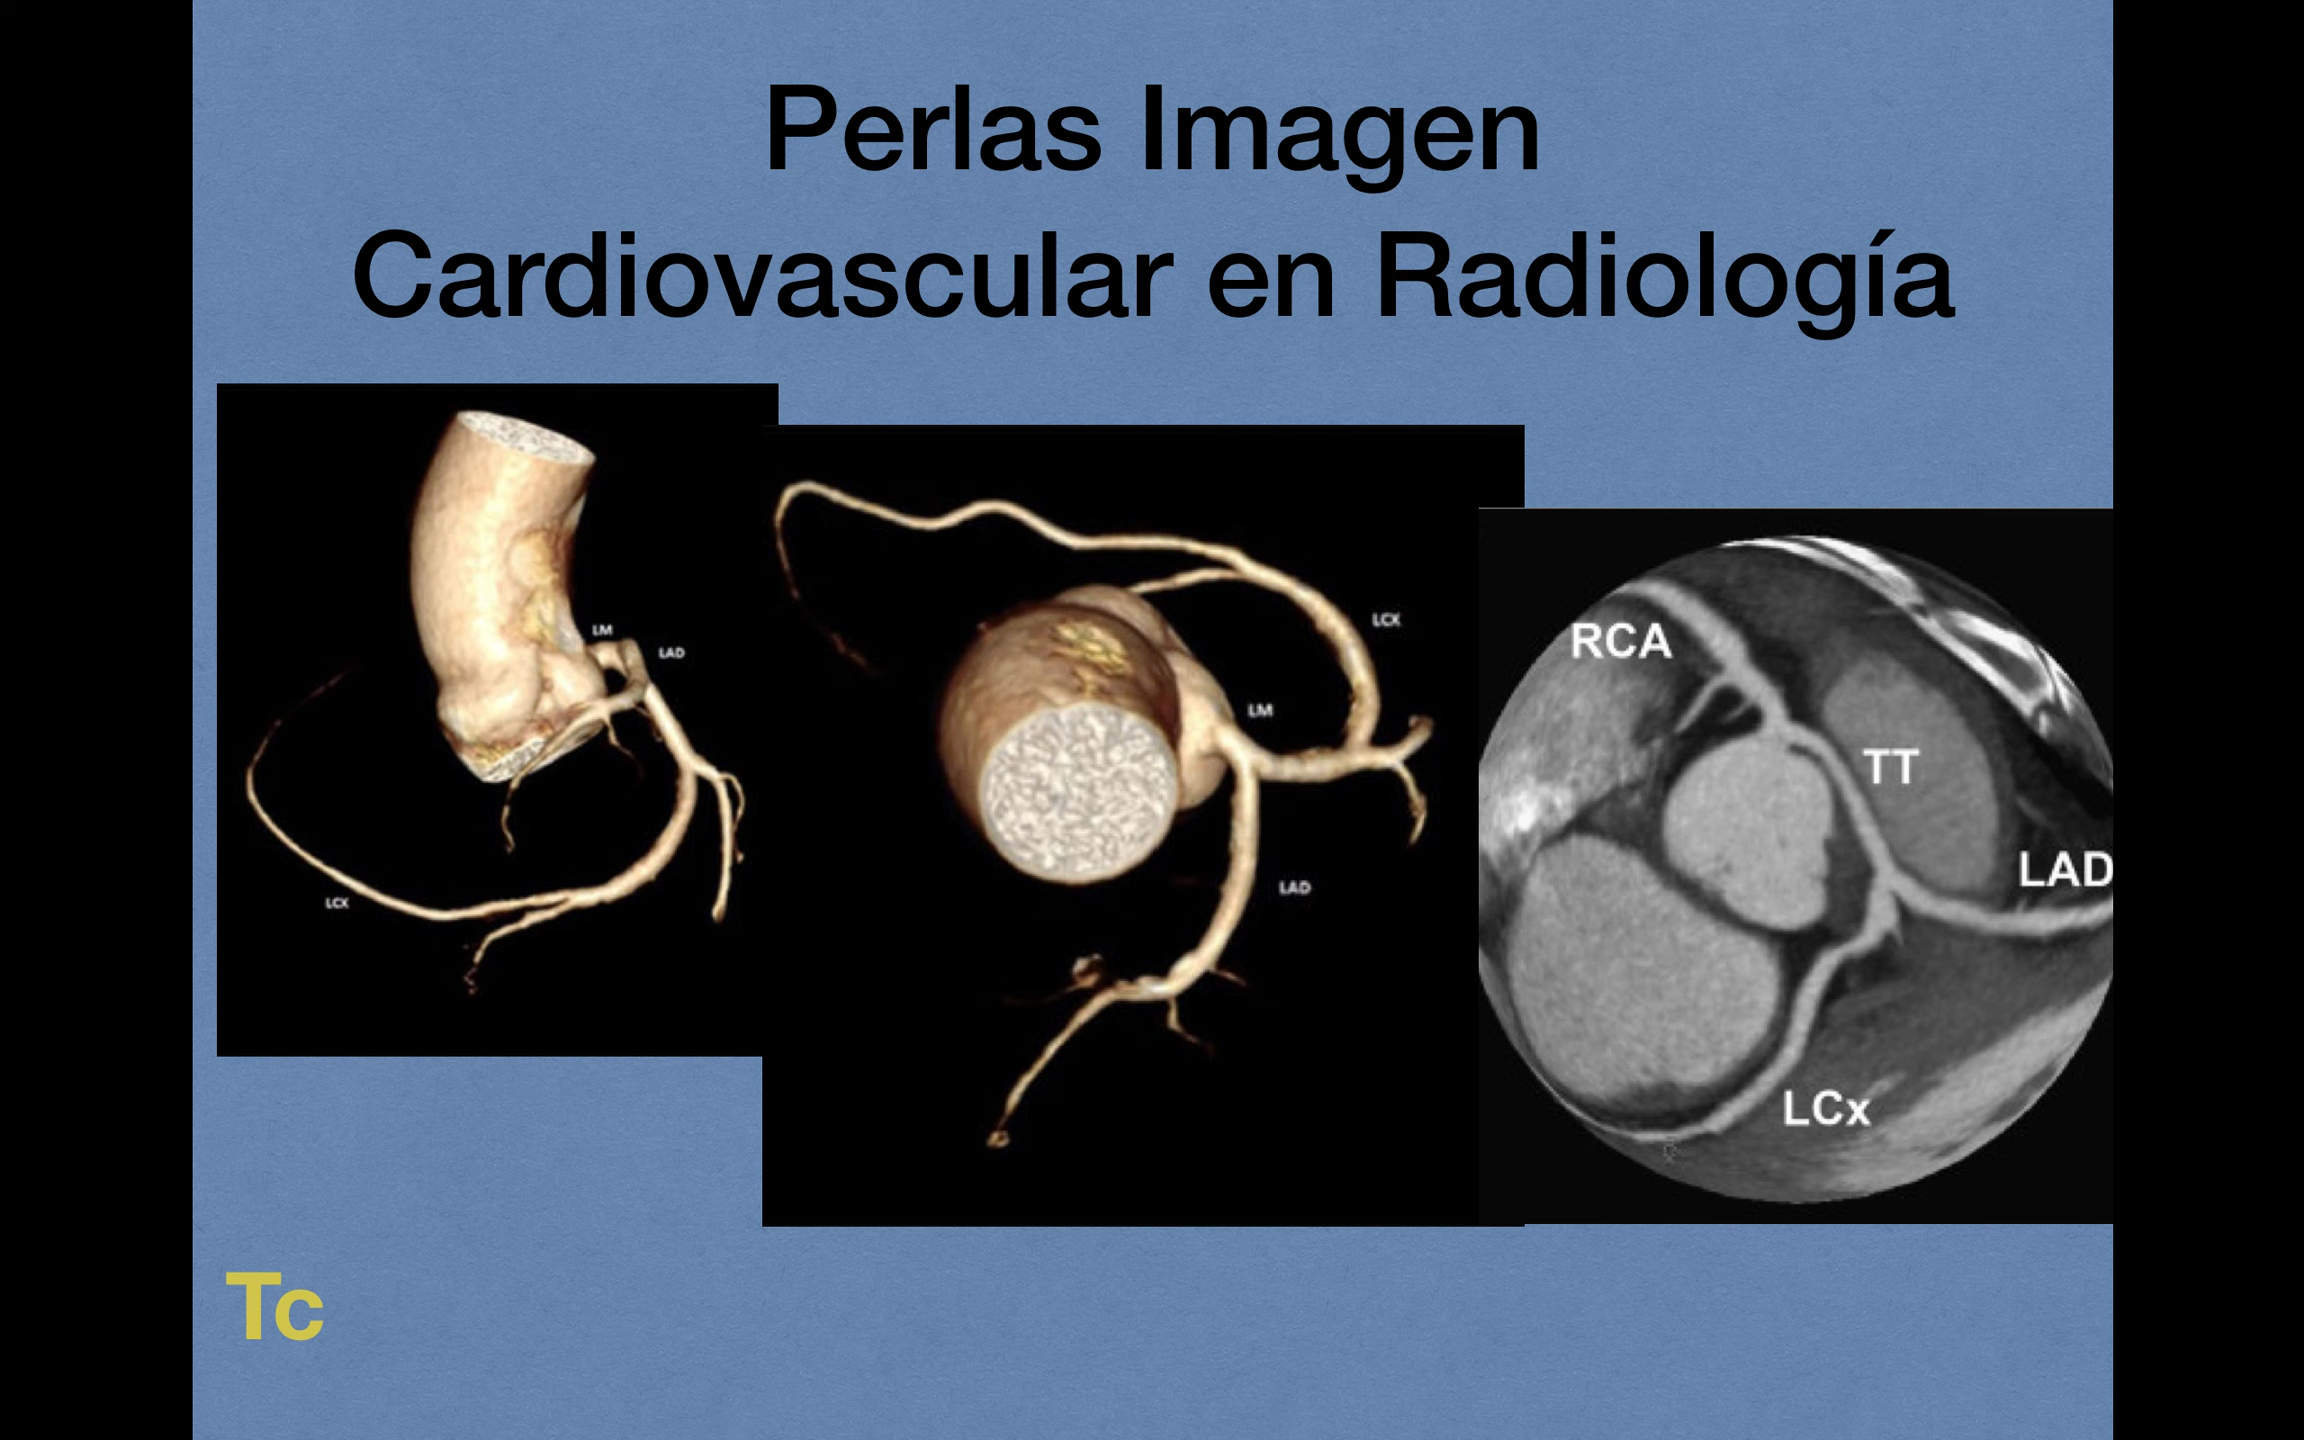 Perlas Imagen
Cardiovascular en Radiología
LM
LAD
LCX
LCX
LM
LAD
RCA
TT
LAD
LCx
Tc